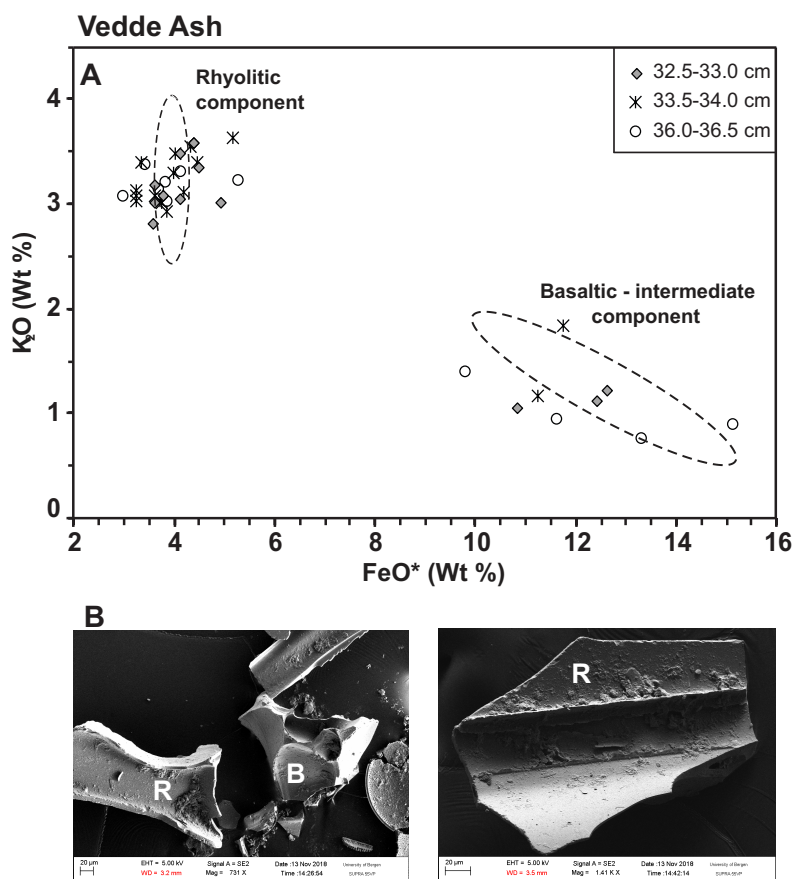 Vedde Ash
A
Rhyolitic
component
32.5-33.0 cm
33.5-34.0 cm
36.0-36.5 cm
Basaltic - intermediate
component
4
3
2
1
0
K2O (Wt %)
2 4 6 8 10 12 14 16
FeO* (Wt %)
B
R
B
R
20 µm EHT = 5.00 kV Signal A = SE2 Date :13 Nov 2018 University of Bergen
WD = 3.2 mm Mag = 731 X Time :14:26:54 SUPRA 55VP
20 µm EHT = 5.00 kV Signal A = SE2 Date :13 Nov 2018 University of Bergen
WD = 3.5 mm Mag = 1.41 K X Time :14:42:14 SUPRA 55VP